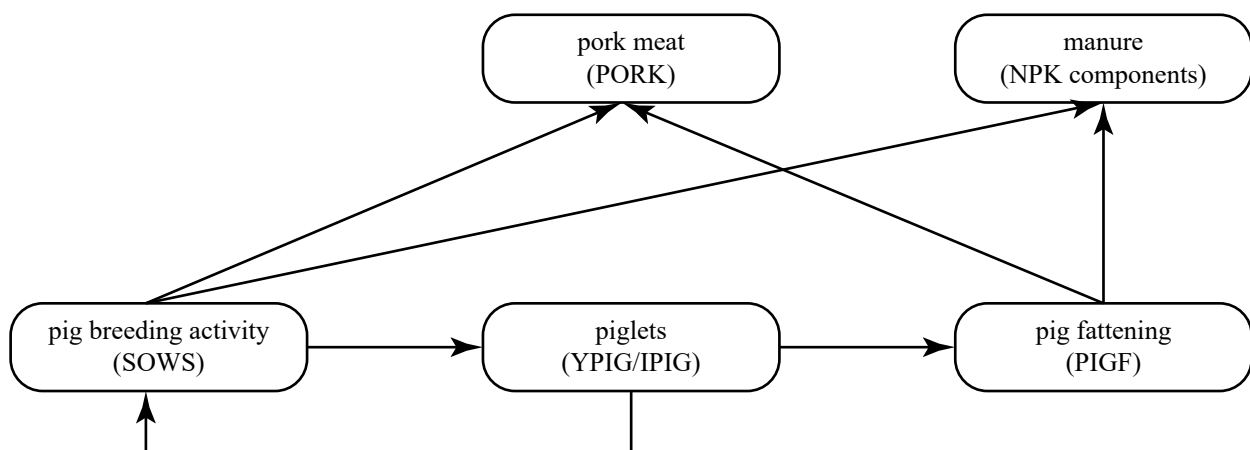 pork meat
(PORK)
manure
(NPK components)
pig breeding activity
(SOWS)
piglets
(YPIG/IPIG)
pig fattening
(PIGF)